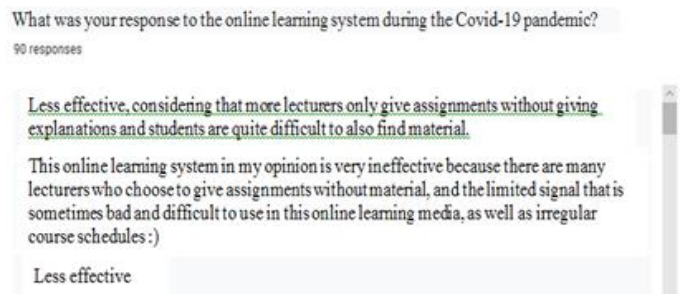 What was your response to the online learning system during the Covid-19 pandemic?
90 responses
Less effective, considering that more lecturers only give assignments without giving
explanations and students are quite difficult to also find material.
This online learning system in my opinion is very ineffective because there are many
lecturers who choose to give assignments without material, and the limited signal that is
sometimes bad and difficult to use in this online learning media, as well as irregular
course schedules :)
Less effective